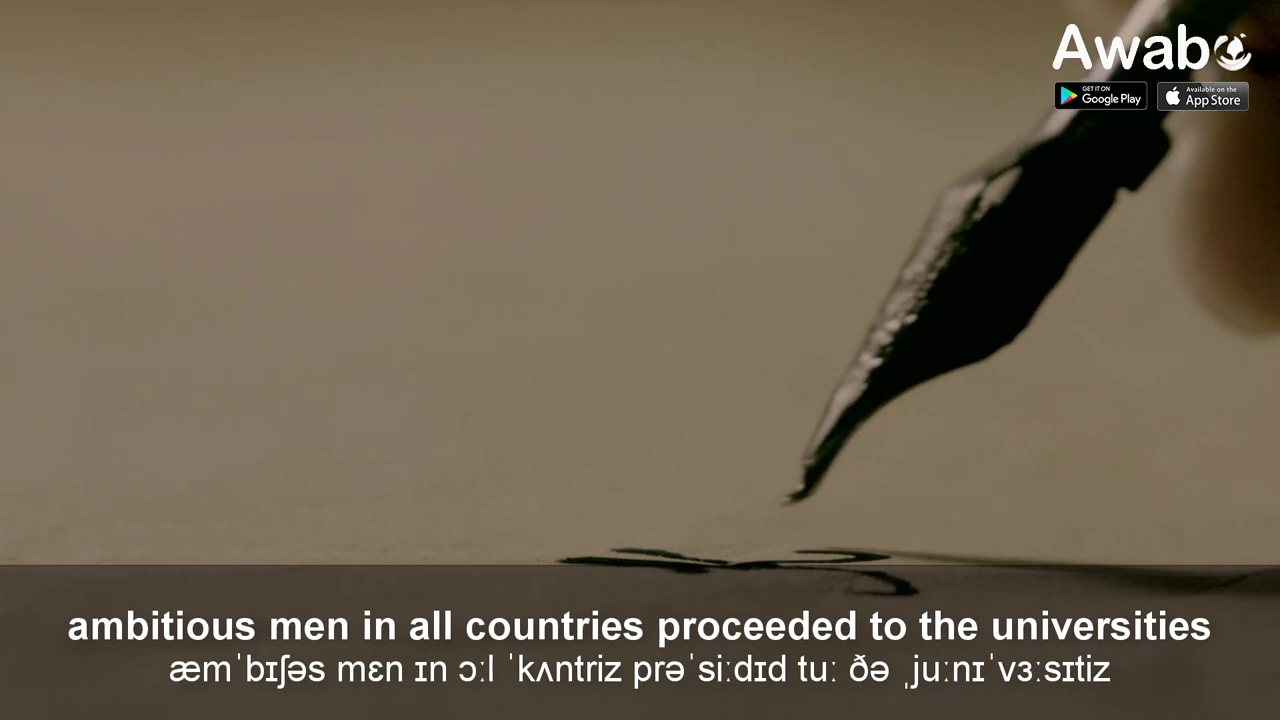 Awabe
GET IT ON
Google Play
Available on the
App Store
ambitious men in all countries proceeded to the universities
æmˈbɪʃəs mɛn ɪn ɔːl ˈkʌntriz prəˈsiːdɪd tuː ðə ˌjuːnɪˈvɜːsɪtiz